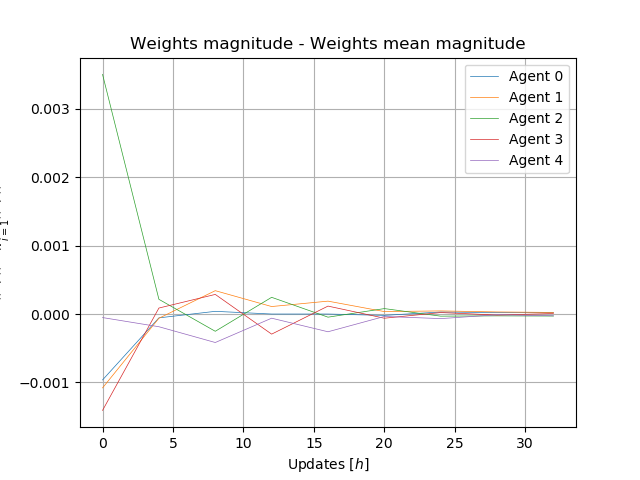 Weights magnitude - Weights mean magnitude
Agent 0
Agent 1
Agent 2
Agent 3
Agent 4
0.003
0.002
0.001
0.000
−0.001
0
5
10
15
20
25
30
Updates [h]